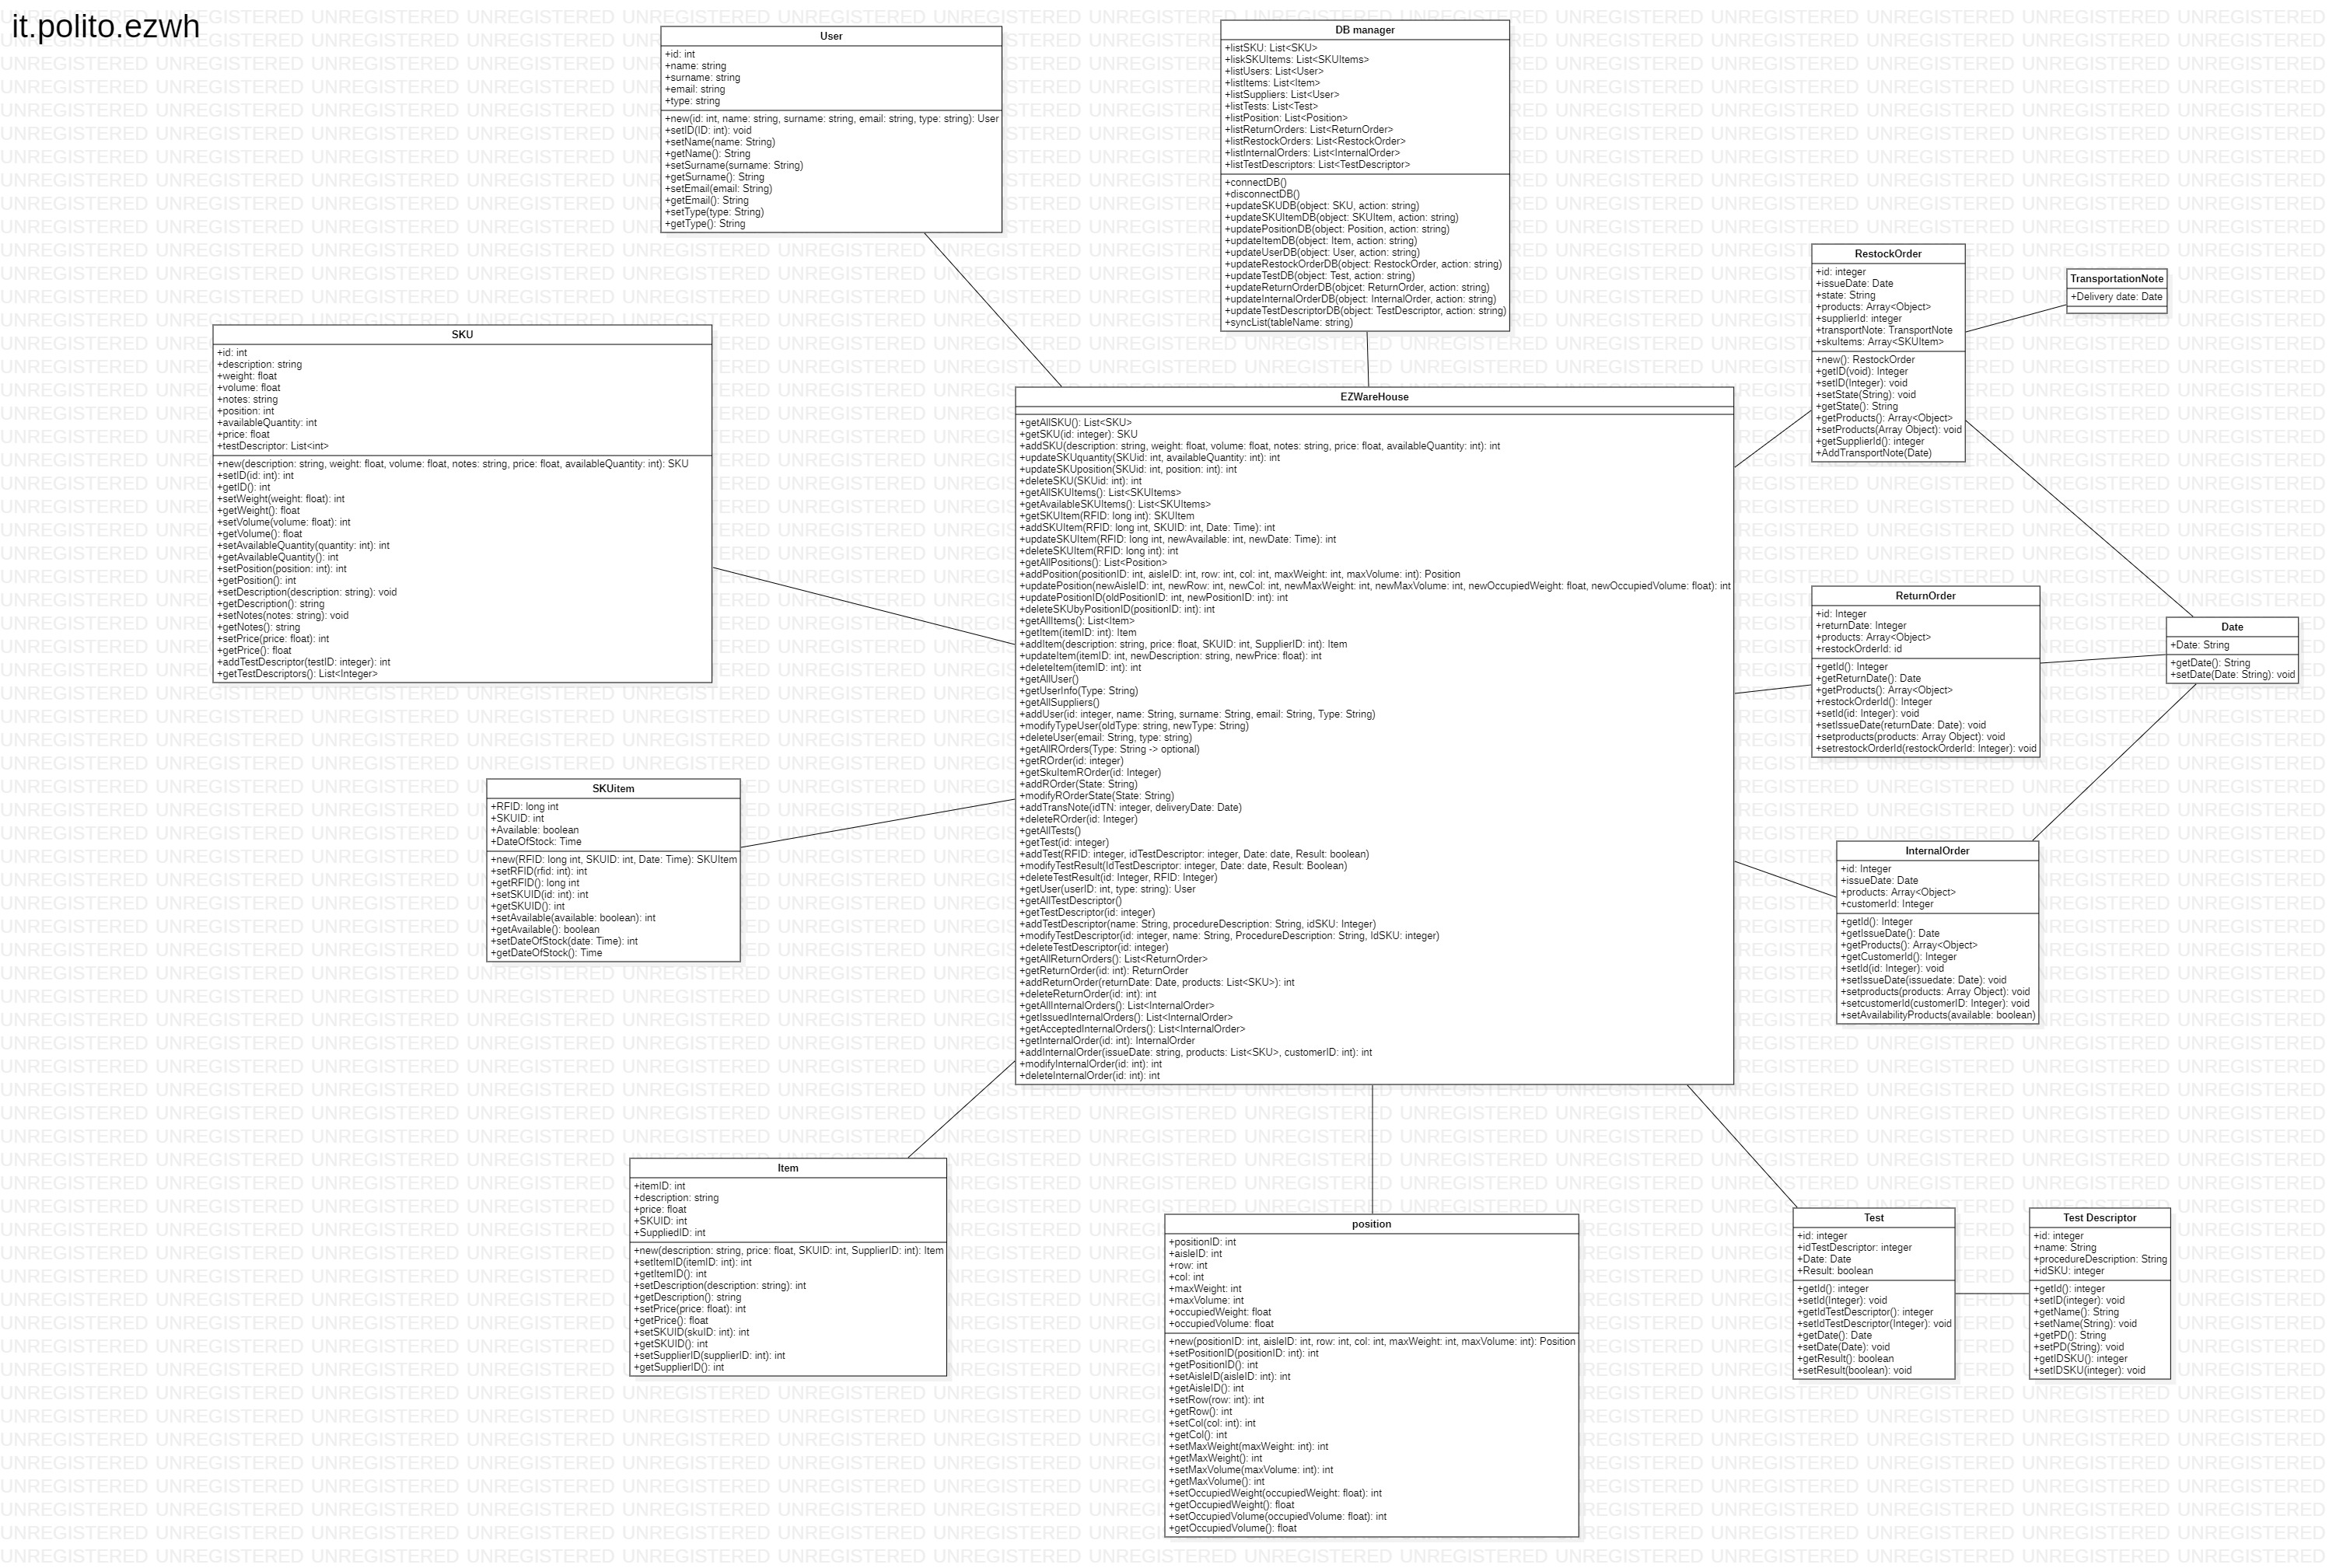 it.polito.ezwh
User
+id: int
+name: string
+surname: string
+email: string
+type: string
+new(id: int, name: string, surname: string, email: string, type: string): User
+setID(ID: int): void
+setName(name: String)
+getName(): String
+setSurname(surname: String)
+getSurname(): String
+setEmail(email: String)
+getEmail(): String
+setType(type: String)
+getType(): String
DB manager
+listSKU: List<SKU>
+liskSKUItems: List<SKUItems>
+listUsers: List<User>
+listItems: List<Item>
+listSuppliers: List<User>
+listTests: List<Test>
+listPosition: List<Position>
+listReturnOrders: List<ReturnOrder>
+listRestockOrders: List<RestockOrder>
+listInternalOrders: List<InternalOrder>
+listTestDescriptors: List<TestDescriptor>
+connectDB()
+disconnectDB()
+updateSKUDB(object: SKU, action: string)
+updateSKUItemDB(object: SKUItem, action: string)
+updatePositionDB(object: Position, action: string)
+updateItemDB(object: Item, action: string)
+updateUserDB(object: User, action: string)
+updateRestockOrderDB(object: RestockOrder, action: string)
+updateTestDB(object: Test, action: string)
+updateReturnOrderDB(objcet: ReturnOrder, action: string)
+updateInternalOrderDB(object: InternalOrder, action: string)
+updateTestDescriptorDB(object: TestDescriptor, action: string)
+syncList(tableName: string)
RestockOrder
+id: integer
+issueDate: Date
+state: String
+products: Array<Object>
+supplierId: integer
+transportNote: TransportNote
+skuItems: Array<SKUItem>
+new(): RestockOrder
+getID(void): Integer
+setID(Integer): void
+setState(String): void
+getState(): String
+getProducts(): Array<Object>
+setProducts(Array Object): void
+getSupplierId(): integer
+AddTransportNote(Date)
TransportationNote
+Delivery date: Date
SKU
+id: int
+description: string
+weight: float
+volume: float
+notes: string
+position: int
+availableQuantity: int
+price: float
+testDescriptor: List<int>
+new(description: string, weight: float, volume: float, notes: string, price: float, availableQuantity: int): SKU
+setID(id: int): int
+getID(): int
+setWeight(weight: float): int
+getWeight(): float
+setVolume(volume: float): int
+getVolume(): float
+setAvailableQuantity(quantity: int): int
+getAvailableQuantity(): int
+setPosition(position: int): int
+getPosition(): int
+setDescription(description: string): void
+getDescription(): string
+setNotes(notes: string): void
+getNotes(): string
+setPrice(price: float): int
+getPrice(): float
+addTestDescriptor(testID: integer): int
+getTestDescriptors(): List<Integer>
EZWareHouse
+getAllSKU(): List<SKU>
+getSKU(id: integer): SKU
+addSKU(description: string, weight: float, volume: float, notes: string, price: float, availableQuantity: int): int
+updateSKUquantity(SKUid: int, availableQuantity: int): int
+updateSKUposition(SKUid: int, position: int): int
+deleteSKU(SKUid: int): int
+getAllSKUItems(): List<SKUItems>
+getAvailableSKUItems(): List<SKUItems>
+getSKUItem(RFID: long int): SKUItem
+addSKUItem(RFID: long int, SKUID: int, Date: Time): int
+updateSKUItem(RFID: long int, newAvailable: int, newDate: Time): int
+deleteSKUItem(RFID: long int): int
+getAllPositions(): List<Position>
+addPosition(positionID: int, aisleID: int, row: int, col: int, maxWeight: int, maxVolume: int): Position
+updatePosition(newAisleID: int, newRow: int, newCol: int, newMaxWeight: int, newMaxVolume: int, newOccupiedWeight: float, newOccupiedVolume: float): int
+updatePositionID(oldPositionID: int, newPositionID: int): int
+deleteSKUbyPositionID(positionID: int): int
+getAllItems(): List<Item>
+getItem(itemID: int): Item
+addItem(description: string, price: float, SKUID: int, SupplierID: int): Item
+updateItem(itemID: int, newDescription: string, newPrice: float): int
+deleteItem(itemID: int): int
+getAllUser()
+getUserInfo(Type: String)
+getAllSuppliers()
+addUser(id: integer, name: String, surname: String, email: String, Type: String)
+modifyTypeUser(oldType: string, newType: String)
+deleteUser(email: String, type: string)
+getAllROrders(Type: String -> optional)
+getROrder(id: integer)
+getSkuItemROrder(id: Integer)
+addROrder(State: String)
+modifyROrderState(State: String)
+addTransNote(idTN: integer, deliveryDate: Date)
+deleteROrder(id: Integer)
+getAllTests()
+getTest(id: integer)
+addTest(RFID: integer, idTestDescriptor: integer, Date: date, Result: boolean)
+modifyTestResult(IdTestDescriptor: integer, Date: date, Result: Boolean)
+deleteTestResult(id: Integer, RFID: Integer)
+getUser(userID: int, type: string): User
+getAllTestDescriptor()
+getTestDescriptor(id: integer)
+addTestDescriptor(name: String, procedureDescription: String, idSKU: Integer)
+modifyTestDescriptor(id: integer, name: String, ProcedureDescription: String, IdSKU: integer)
+deleteTestDescriptor(id: integer)
+getAllReturnOrders(): List<ReturnOrder>
+getReturnOrder(id: int): ReturnOrder
+addReturnOrder(returnDate: Date, products: List<SKU>): int
+deleteReturnOrder(id: int): int
+getAllInternalOrders(): List<InternalOrder>
+getIssuedInternalOrders(): List<InternalOrder>
+getAcceptedInternalOrders(): List<InternalOrder>
+getInternalOrder(id: int): InternalOrder
+addInternalOrder(issueDate: string, products: List<SKU>, customerID: int): int
+modifyInternalOrder(id: int): int
+deleteInternalOrder(id: int): int
ReturnOrder
+id: Integer
+returnDate: Integer
+products: Array<Object>
+restockOrderId: id
+getId(): Integer
+getReturnDate(): Date
+getProducts(): Array<Object>
+restockOrderId(): Integer
+setId(id: Integer): void
+setIssueDate(returnDate: Date): void
+setproducts(products: Array Object): void
+setrestockOrderId(restockOrderId: Integer): void
Date
+Date: String
+getDate(): String
+setDate(Date: String): void
SKUitem
+RFID: long int
+SKUID: int
+Available: boolean
+DateOfStock: Time
+new(RFID: long int, SKUID: int, Date: Time): SKUItem
+setRFID(rfid: int): int
+getRFID(): long int
+setSKUID(id: int): int
+getSKUID(): int
+setAvailable(available: boolean): int
+getAvailable(): boolean
+setDateOfStock(date: Time): int
+getDateOfStock(): Time
InternalOrder
+id: Integer
+issueDate: Date
+products: Array<Object>
+customerId: Integer
+getId(): Integer
+getIssueDate(): Date
+getProducts(): Array<Object>
+getCustomerId(): Integer
+setId(id: Integer): void
+setIssueDate(issuedate: Date): void
+setproducts(products: Array Object): void
+setcustomerId(customerID: Integer): void
+setAvailabilityProducts(available: boolean)
Item
+itemID: int
+description: string
+price: float
+SKUID: int
+SuppliedID: int
+new(description: string, price: float, SKUID: int, SupplierID: int): Item
+setItemID(itemID: int): int
+getItemID(): int
+setDescription(description: string): int
+getDescription(): string
+setPrice(price: float): int
+getPrice(): float
+setSKUID(skuID: int): int
+getSKUID(): int
+setSupplierID(supplierID: int): int
+getSupplierID(): int
position
+positionID: int
+aisleID: int
+row: int
+col: int
+maxWeight: int
+maxVolume: int
+occupiedWeight: float
+occupiedVolume: float
+new(positionID: int, aisleID: int, row: int, col: int, maxWeight: int, maxVolume: int): Position
+setPositionID(positionID: int): int
+getPositionID(): int
+setAisleID(aisleID: int): int
+getAisleID(): int
+setRow(row: int): int
+getRow(): int
+setCol(col: int): int
+getCol(): int
+setMaxWeight(maxWeight: int): int
+getMaxWeight(): int
+setMaxVolume(maxVolume: int): int
+getMaxVolume(): int
+setOccupiedWeight(occupiedWeight: float): int
+getOccupiedWeight(): float
+setOccupiedVolume(occupiedVolume: float): int
+getOccupiedVolume(): float
Test
+id: integer
+idTestDescriptor: integer
+Date: Date
+Result: boolean
+getId(): integer
+setId(Integer): void
+getIdTestDescriptor(): integer
+setIdTestDescriptor(Integer): void
+getDate(): Date
+setDate(Date): void
+getResult(): boolean
+setResult(boolean): void
Test Descriptor
+id: integer
+name: String
+procedureDescription: String
+idSKU: integer
+getId(): integer
+setID(integer): void
+getName(): String
+setName(String): void
+getPD(): String
+setPD(String): void
+getIDSKU(): integer
+setIDSKU(integer): void